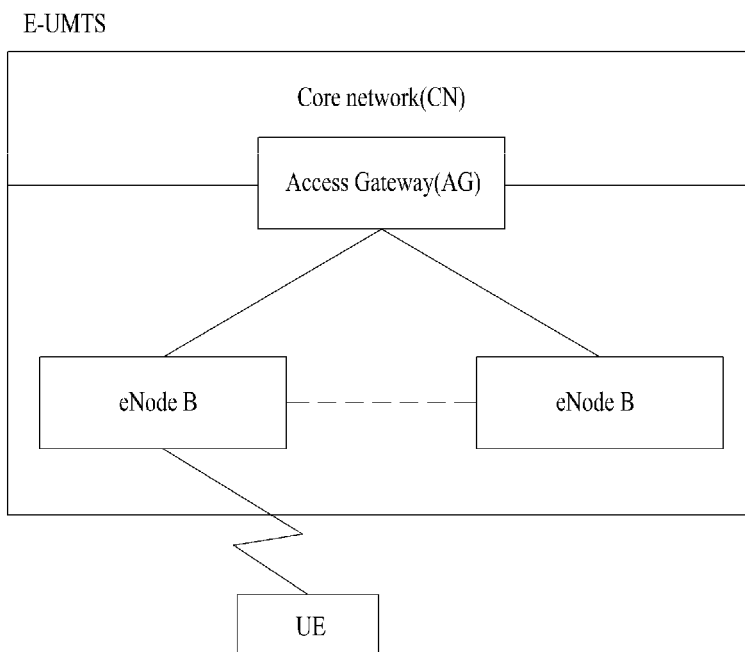 E-UMTS
Core network(CN)
Access Gateway(AG)
eNode B
eNode B
UE